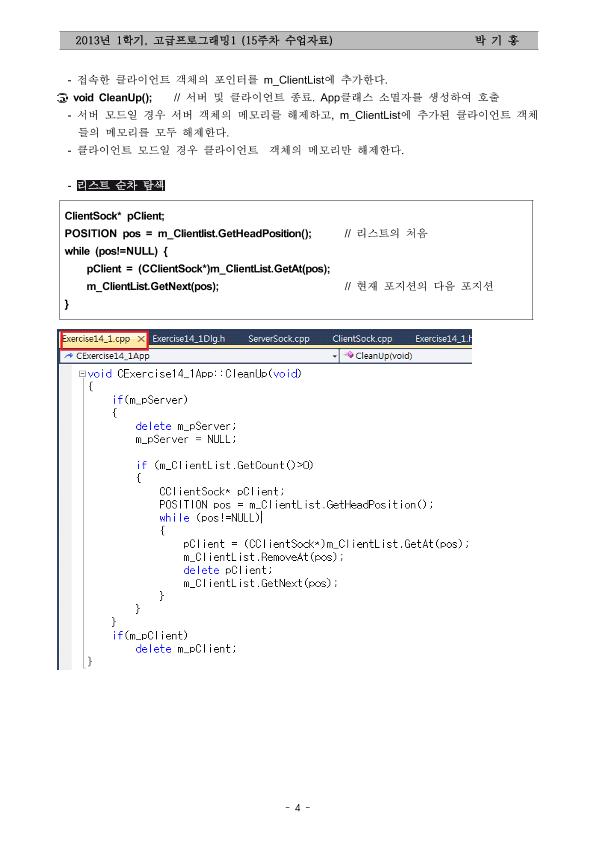 2013년 1학기, 고급프로그래밍1 (15주차 수업자료) 박 기 홍
- 접속한 클라이언트 객체의 포인터를 m_ClientList에 추가한다.
void CleanUp(); // 서버 및 클라이언트 종료. App클래스 소멸자를 생성하여 호출
- 서버 모드일 경우 서버 객체의 메모리를 해제하고, m_ClientList에 추가된 클라이언트 객체
들의 메모리를 모두 해제한다.
- 클라이언트 모드일 경우 클라이언트 객체의 메모리만 해제한다.
- 리스트 순차 탐색
ClientSock* pClient;
POSITION pos = m_Clientlist.GetHeadPosition(); // 리스트의 처음
while (pos!=NULL) {
pClient = (CClientSock*)m_ClientList.GetAt(pos);
m_ClientList.GetNext(pos); // 현재 포지션의 다음 포지션
}
Exercise14_1.cpp Exercise14_1Dlg.h ServerSock.cpp ClientSock.cpp Exercise14_1.h
CExercise14_1App CleanUp(void)
void CExercise14_1App::CleanUp(void)
{
if(m_pServer)
{
delete m_pServer;
m_pServer = NULL;
if (m_ClientList.GetCount()>0)
{
CClientSock* pClient;
POSITION pos = m_ClientList.GetHeadPosition();
while (pos!=NULL)
{
pClient = (CClientSock*)m_ClientList.GetAt(pos);
m_ClientList.RemoveAt(pos);
delete pClient;
m_ClientList.GetNext(pos);
}
}
}
if(m_pClient)
delete m_pClient;
}
- 4 -